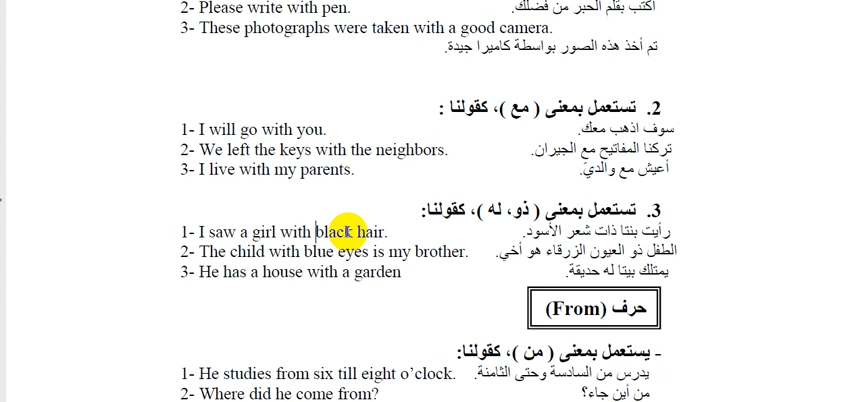 2- Please write with pen. اكتب بقلم الحبر من فضلك.
3- These photographs were taken with a good camera.
تم أخذ هذه الصور بواسطة كاميرا جيدة.
2. تستعمل بمعنى ( مع )، كقولنا :
1- I will go with you. سوف اذهب معك.
2- We left the keys with the neighbors. تركنا المفاتيح مع الجيران.
3- I live with my parents. أعيش مع والديّ.
3. تستعمل بمعنى ( ذو، له )، كقولنا:
1- I saw a girl with black hair. رأيت بنتا ذات شعر الأسود.
2- The child with blue eyes is my brother. الطفل ذو العيون الزرقاء هو أخي.
3- He has a house with a garden يمتلك بيتا له حديقة.
حرف (From)
- يستعمل بمعنى ( من )، كقولنا:
1- He studies from six till eight o’clock. يدرس من السادسة وحتى الثامنة.
2- Where did he come from? من أين جاء؟